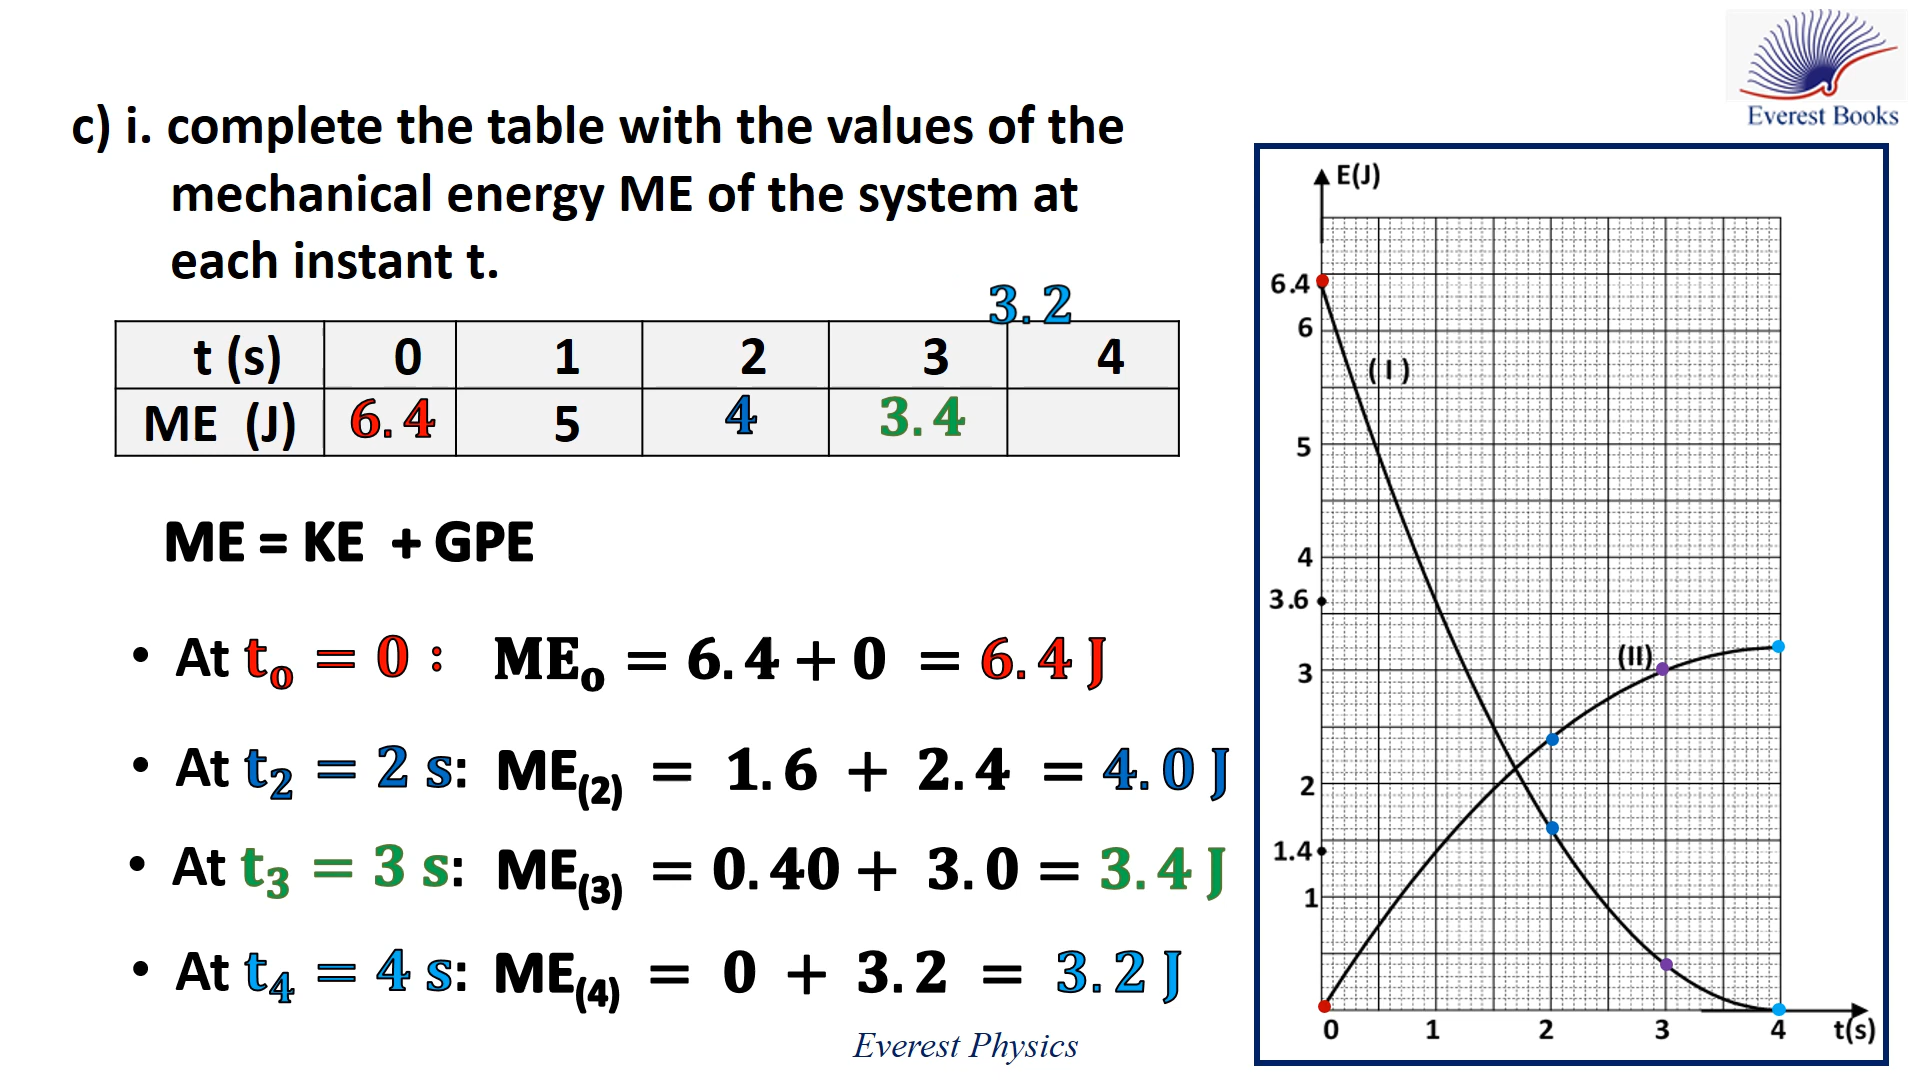 Everest Books
c) i. complete the table with the values of the
mechanical energy ME of the system at
each instant t.
3.2
t (s) 0 1 2 3 4
ME (J) 6.4 5 4 3.4
ME = KE + GPE
• At t₀ = 0 : ME₀ = 6.4 + 0 = 6.4 J
• At t₂ = 2 s: ME₍₂₎ = 1.6 + 2.4 = 4.0 J
• At t₃ = 3 s: ME₍₃₎ = 0.40 + 3.0 = 3.4 J
• At t₄ = 4 s: ME₍₄₎ = 0 + 3.2 = 3.2 J
Everest Physics
E(J)
6.4
6
( I )
5
4
3.6
(II)
3
2
1.4
1
0 1 2 3 4 t(s)